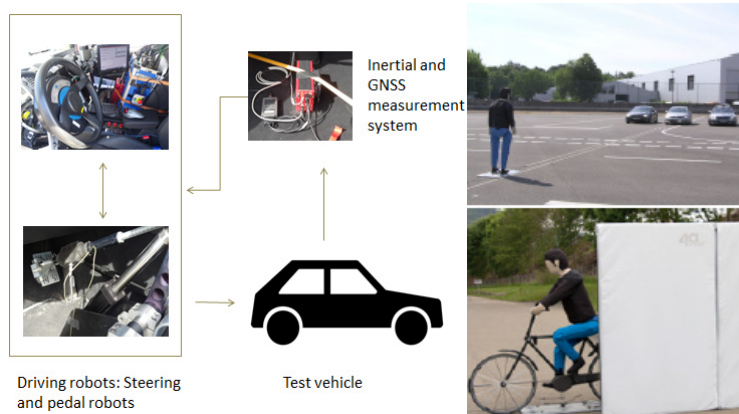 Inertial and
GNSS
measurement
system
Driving robots: Steering
and pedal robots
Test vehicle